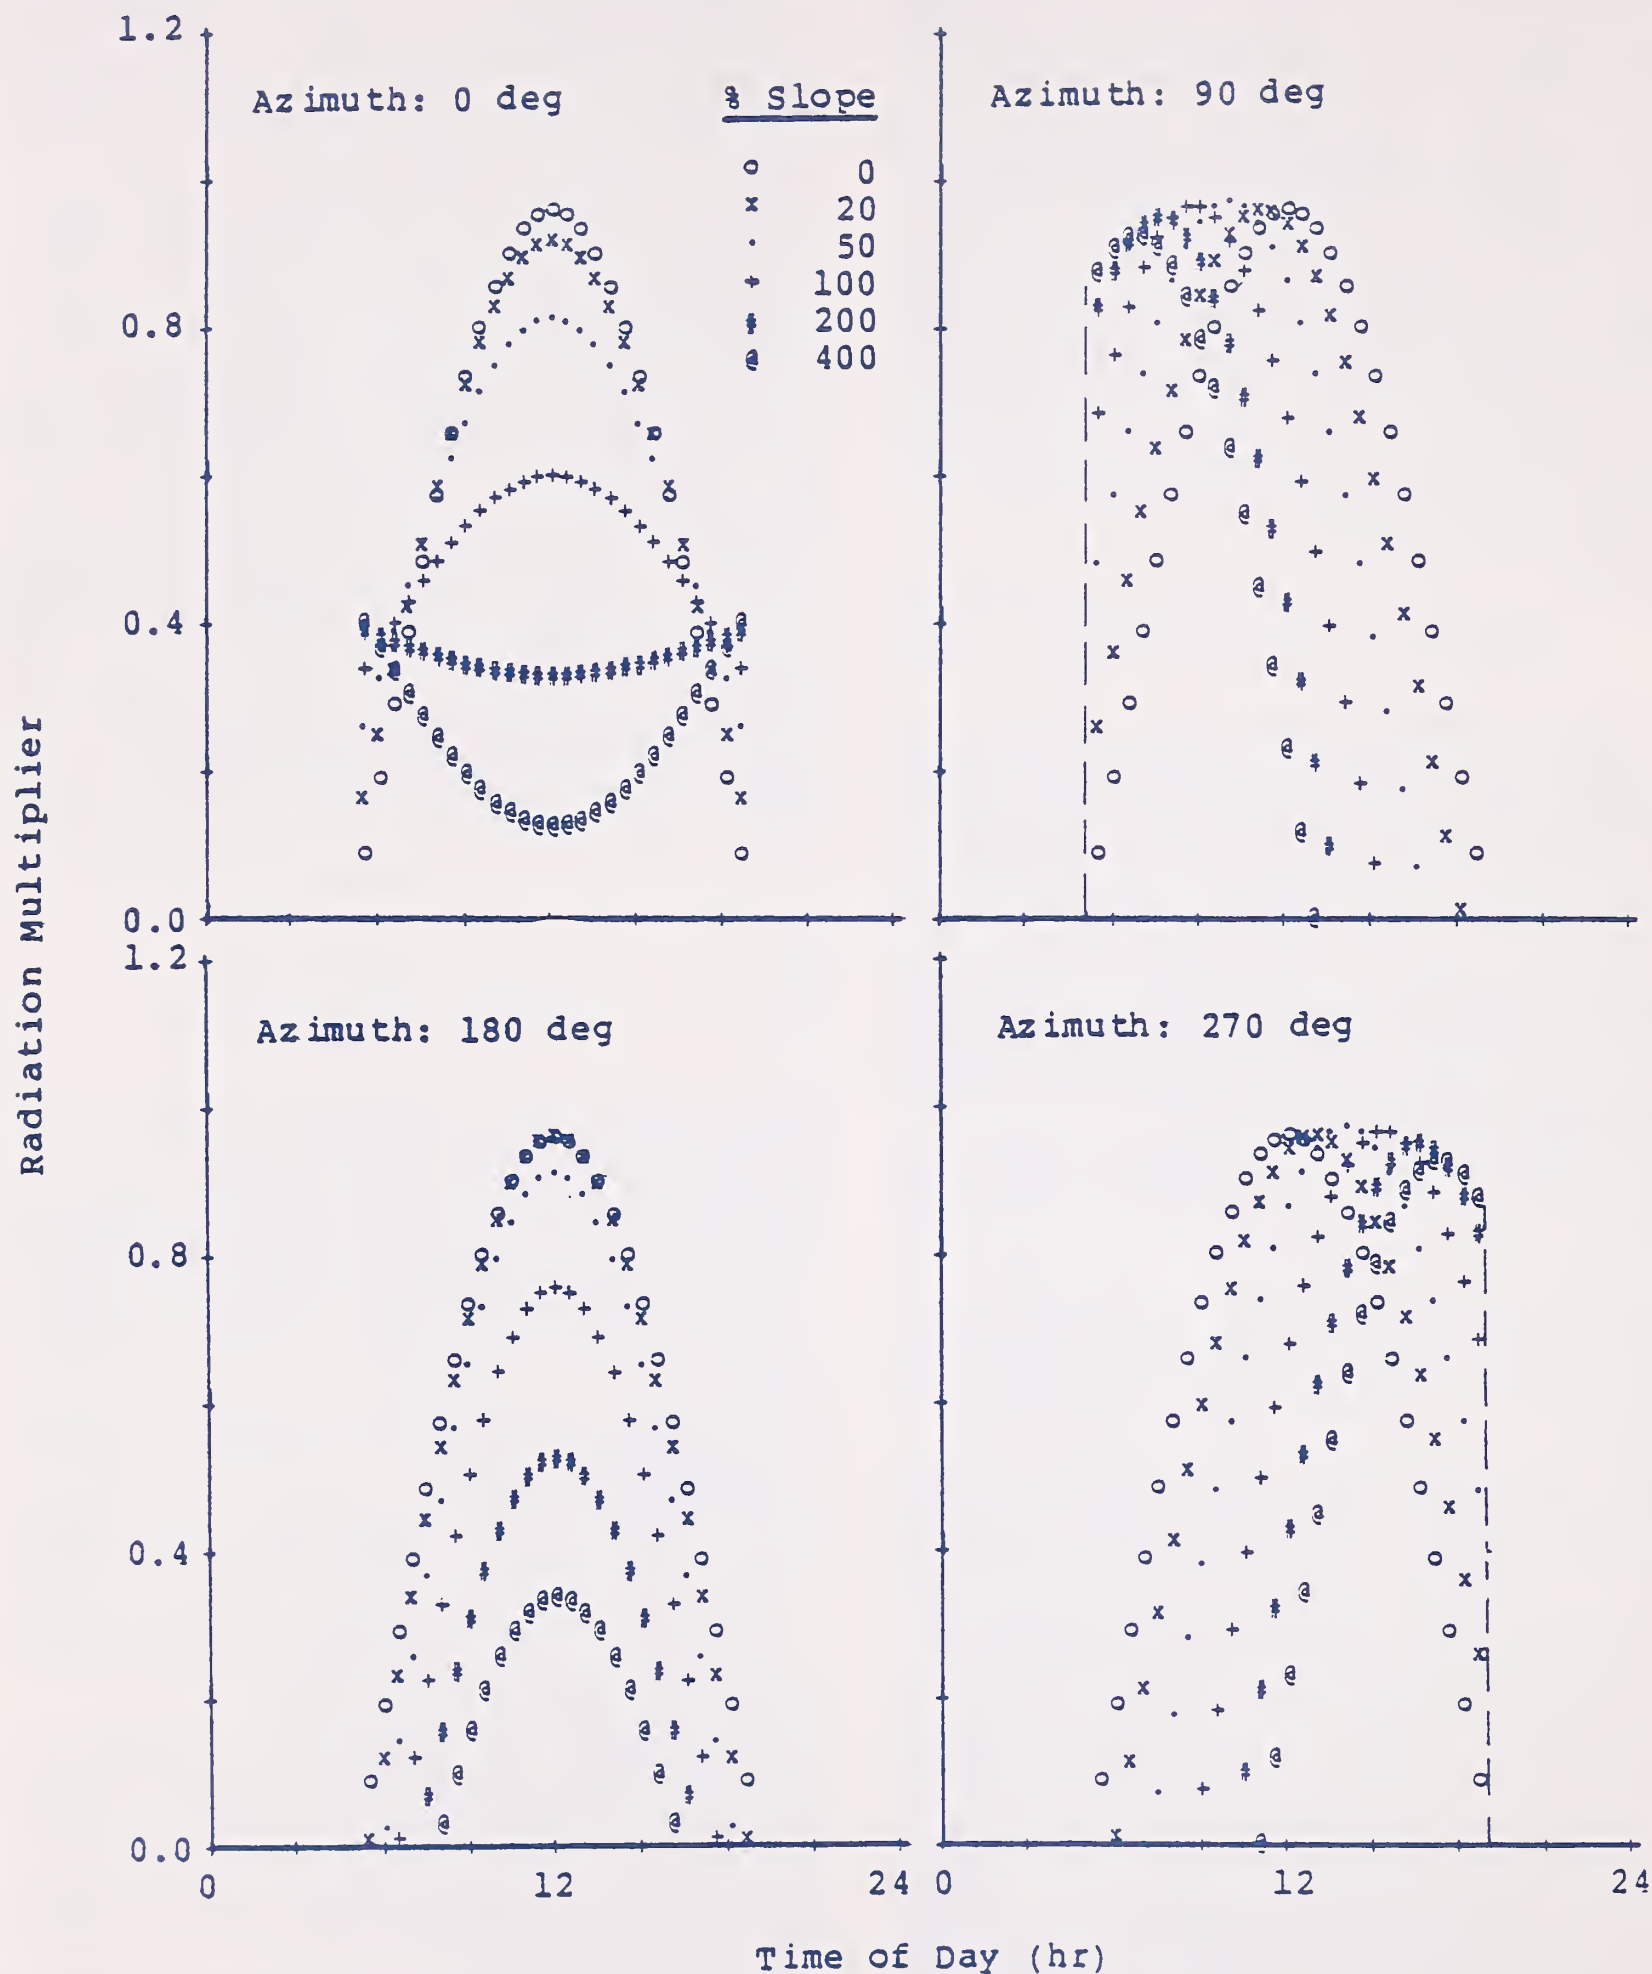 1.2
Azimuth: 0 deg
% Slope
o 0
x 20
. 50
+ 100
# 200
@ 400
0.8
0.4
0.0
Azimuth: 90 deg
Radiation Multiplier
1.2
Azimuth: 180 deg
0.8
0.4
0.0
0 12 24
Azimuth: 270 deg
0 12 24
Time of Day (hr)